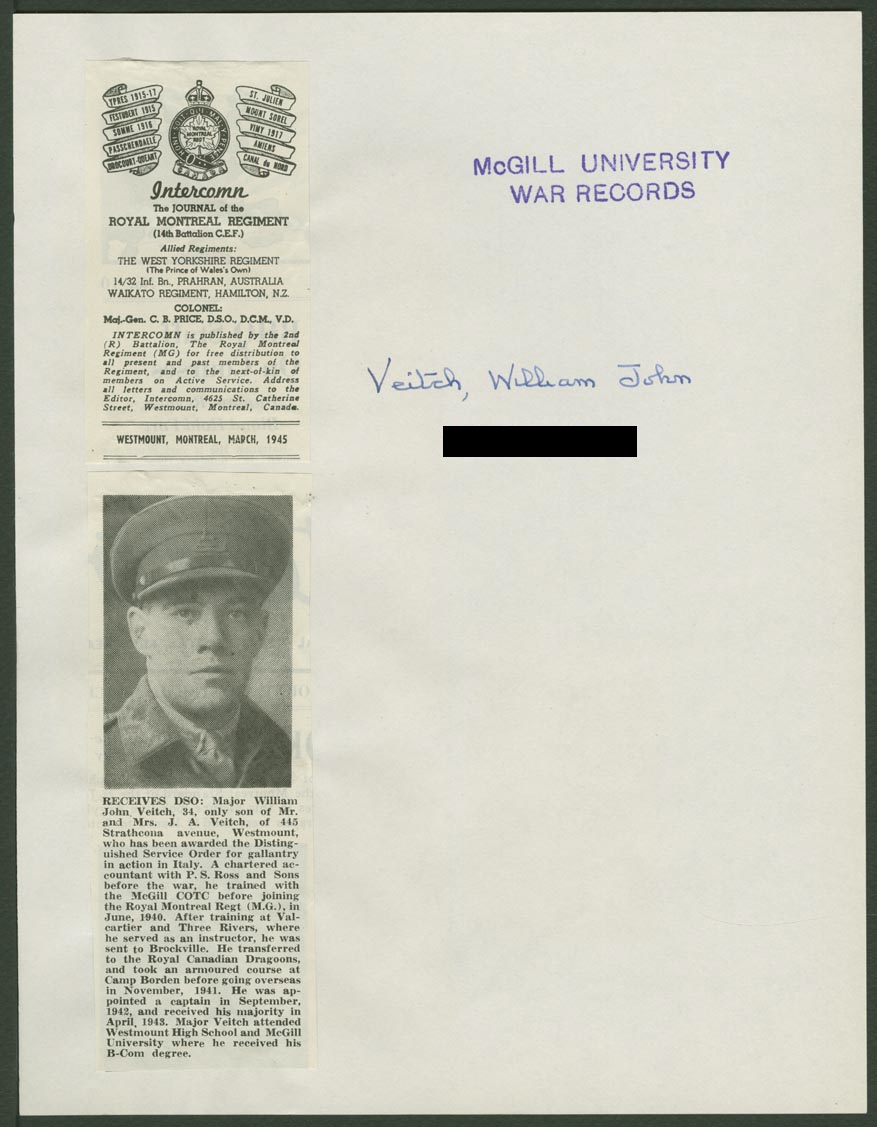 YPRES 1915-17
FESTUBERT 1915
SOMME 1916
PASSCHENDAELE
DROCOURT-QUEANT
ROYAL
MONTREAL
REGT
CANADA
ST. JULIEN
MOUNT SOREL
VIMY 1917
AMIENS
CANAL du NORD
Intercomn
The JOURNAL of the
ROYAL MONTREAL REGIMENT
(14th Battalion C.E.F.)
Allied Regiments:
THE WEST YORKSHIRE REGIMENT
(The Prince of Wales's Own)
14/32 Inf. Bn., PRAHRAN, AUSTRALIA
WAIKATO REGIMENT, HAMILTON, N.Z.
COLONEL:
Maj.-Gen. C. B. PRICE, D.S.O., D.C.M., V.D.
INTERCOMN is published by the 2nd
(R) Battalion, The Royal Montreal
Regiment (MG) for free distribution to
all present and past members of the
Regiment, and to the next-of-kin of
members on Active Service. Address
all letters and communications to the
Editor, Intercomn, 4625 St. Catherine
Street, Westmount, Montreal, Canada.
WESTMOUNT, MONTREAL, MARCH, 1945
McGILL UNIVERSITY
WAR RECORDS
Veitch, William John
RECEIVES DSO: Major William
John Veitch, 34, only son of Mr.
and Mrs. J. A. Veitch, of 445
Strathcona avenue, Westmount,
who has been awarded the Disting-
uished Service Order for gallantry
in action in Italy. A chartered ac-
countant with P. S. Ross and Sons
before the war, he trained with
the McGill COTC before joining
the Royal Montreal Regt (M.G.), in
June, 1940. After training at Val-
cartier and Three Rivers, where
he served as an instructor, he was
sent to Brockville. He transferred
to the Royal Canadian Dragoons,
and took an armoured course at
Camp Borden before going overseas
in November, 1941. He was ap-
pointed a captain in September,
1942, and received his majority in
April, 1943. Major Veitch attended
Westmount High School and McGill
University where he received his
B-Com degree.